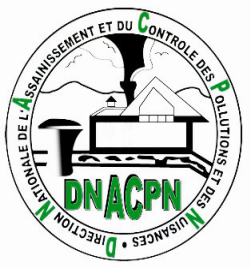 DIRECTION NATIONALE DE L'ASSAINISSEMENT ET DU CONTROLE DES POLLUTIONS ET DES NUISANCES •
DNACPN